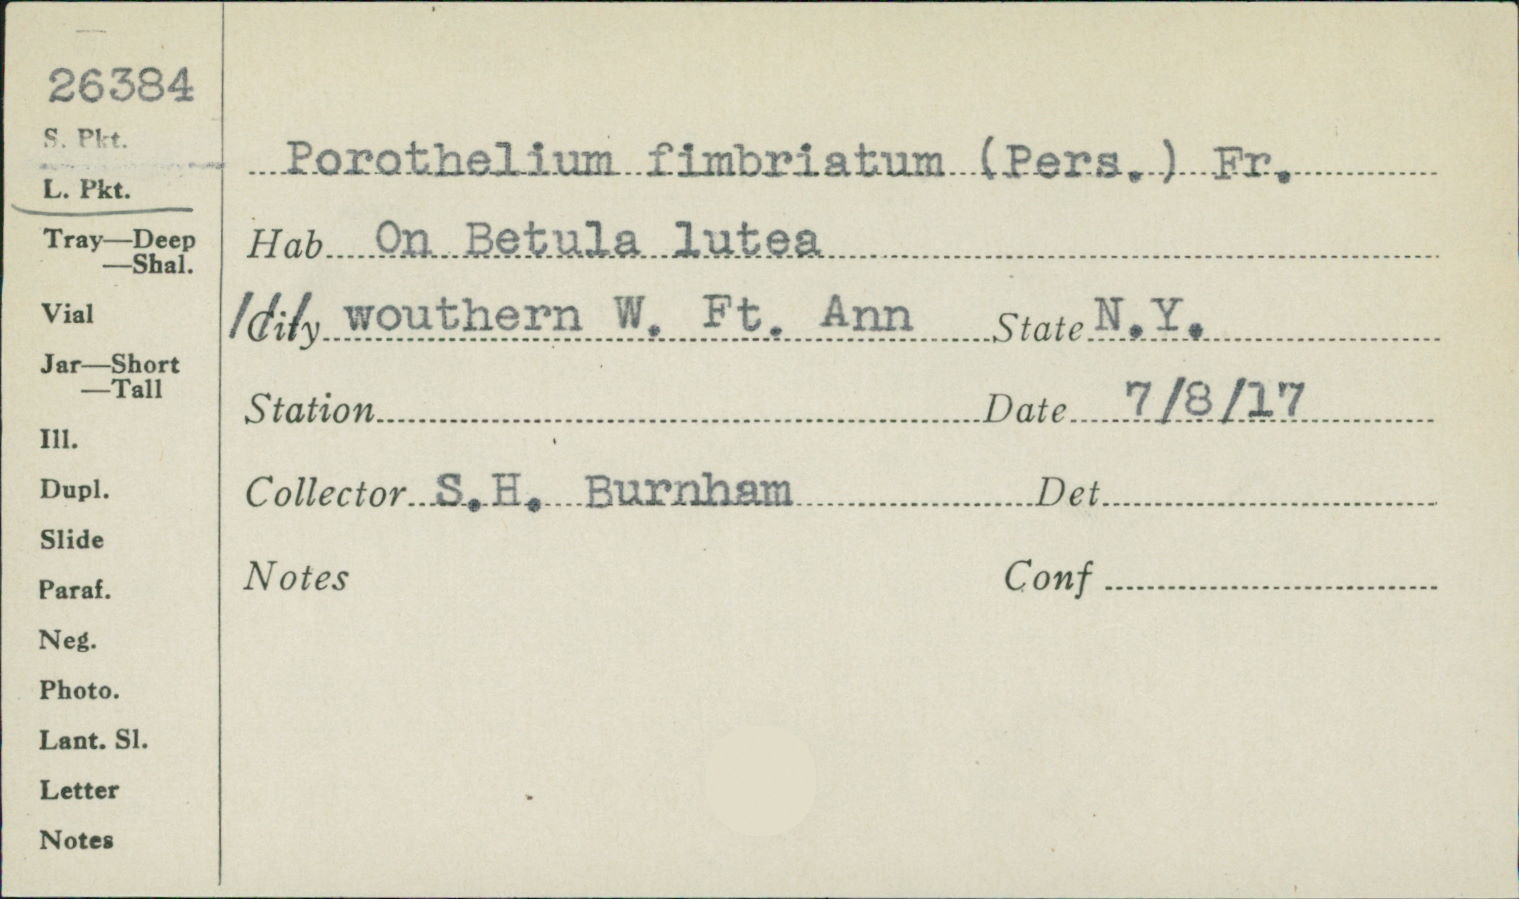 26384
S. Pkt.
L. Pkt.
Tray—Deep
—Shal.
Vial
Jar—Short
—Tall
Ill.
Dupl.
Slide
Paraf.
Neg.
Photo.
Lant. Sl.
Letter
Notes
Porothelium fimbriatum (Pers.) Fr.
Hab On Betula lutea
City wouthern W. Ft. Ann State N.Y.
Station Date 7/8/17
Collector S.H. Burnham Det
Notes Conf